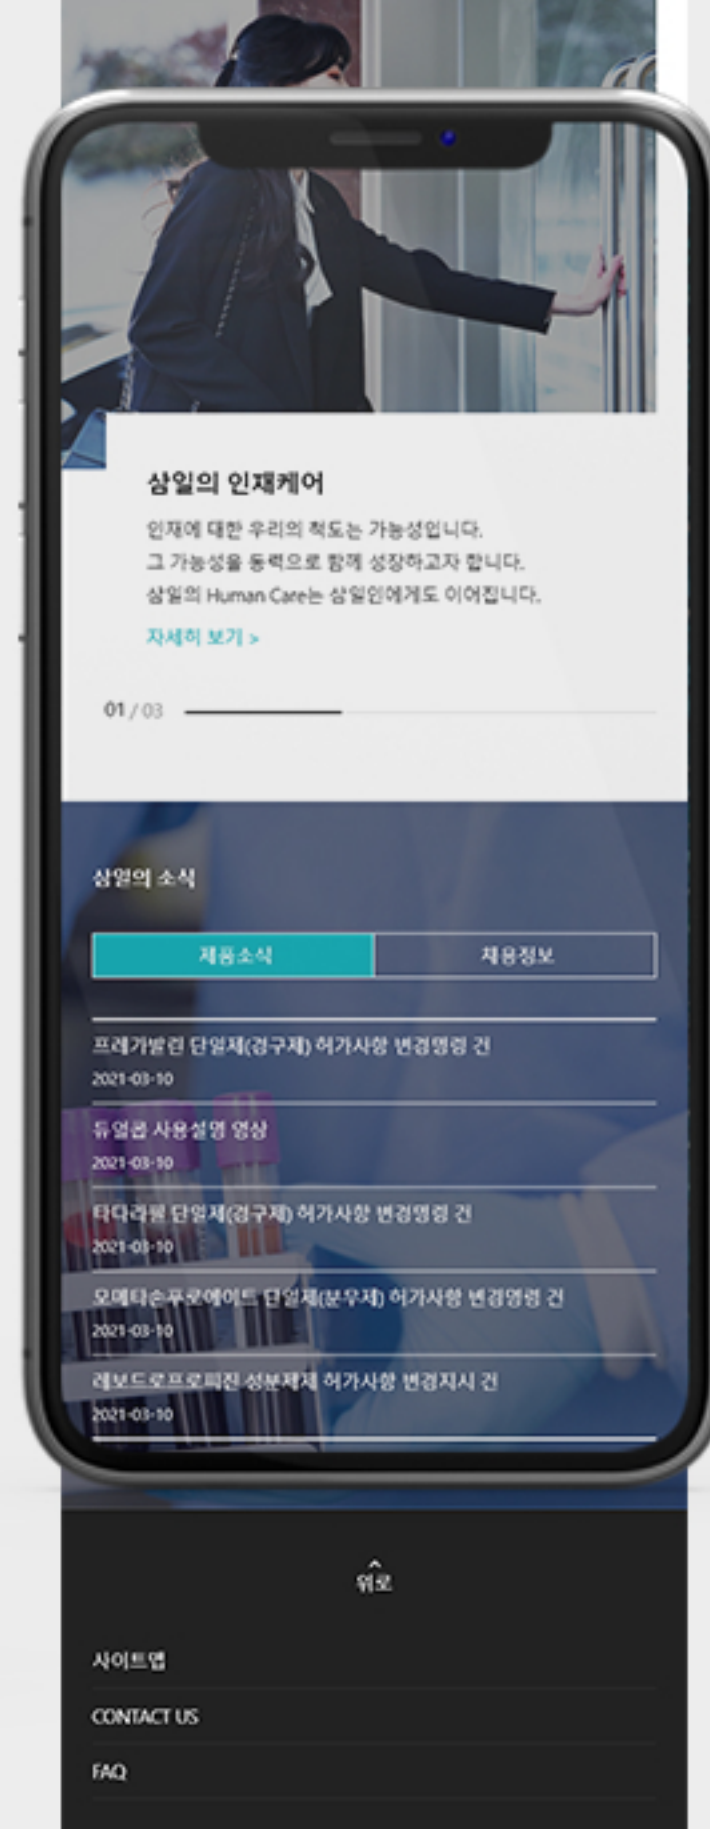 삼일의 인재케어
인재에 대한 우리의 척도는 가능성입니다.
그 가능성을 동력으로 함께 성장하고자 합니다.
삼일의 Human Care는 삼일인에게도 이어집니다.
자세히 보기 >
01 / 03
삼일의 소식
제품소식 채용정보
프레가발린 단일제(경구제) 허가사항 변경명령 건
2021-03-10
듀얼콥 사용설명 영상
2021-03-10
타다라필 단일제(경구제) 허가사항 변경명령 건
2021-03-10
모메타손푸로에이트 단일제(분무제) 허가사항 변경명령 건
2021-03-10
레보드로프로피진 성분제제 허가사항 변경지시 건
2021-03-10
위로
사이트맵
CONTACT US
FAQ